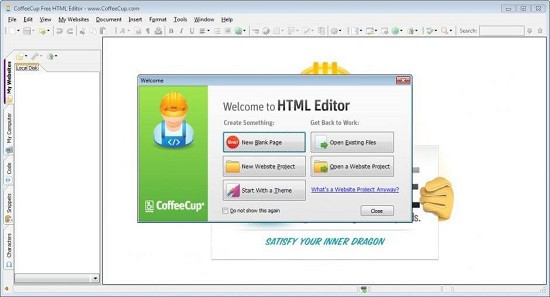 CoffeeCup Free HTML Editor - www.CoffeeCup.com
File Edit View My Websites Document Insert Format Tools Window Help
My Websites
Local Disk
My Computer
Code
Snippets
Characters
Welcome
Welcome to HTML Editor
Create Something:
Get Back to Work:
New Blank Page
Open Existing Files
New Website Project
Open a Website Project
Start With a Theme
What's a Website Project Anyway?
Do not show this again
Close
CoffeeCup
ds.
SATISFY YOUR INNER DRAGON